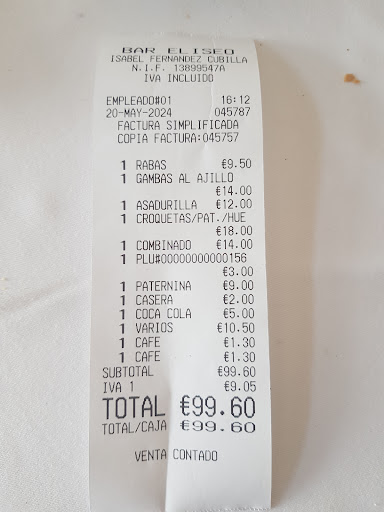 BAR ELISEO
ISABEL FERNANDEZ CUBILLA
N.I.F. 13899547A
IVA INCLUIDO
EMPLEADO#01 16:12
20-MAY-2024 045787
FACTURA SIMPLIFICADA
COPIA FACTURA:045757
1 RABAS €9.50
1 GAMBAS AL AJILLO
€14.00
1 ASADURILLA €12.00
1 CROQUETAS/PAT./HUE
€18.00
1 COMBINADO €14.00
1 PLU#00000000000156
€3.00
1 PATERNINA €9.00
1 CASERA €2.00
1 COCA COLA €5.00
1 VARIOS €10.50
1 CAFE €1.30
1 CAFE €1.30
SUBTOTAL €99.60
IVA 1 €9.05
TOTAL €99.60
TOTAL/CAJA €99.60
VENTA CONTADO